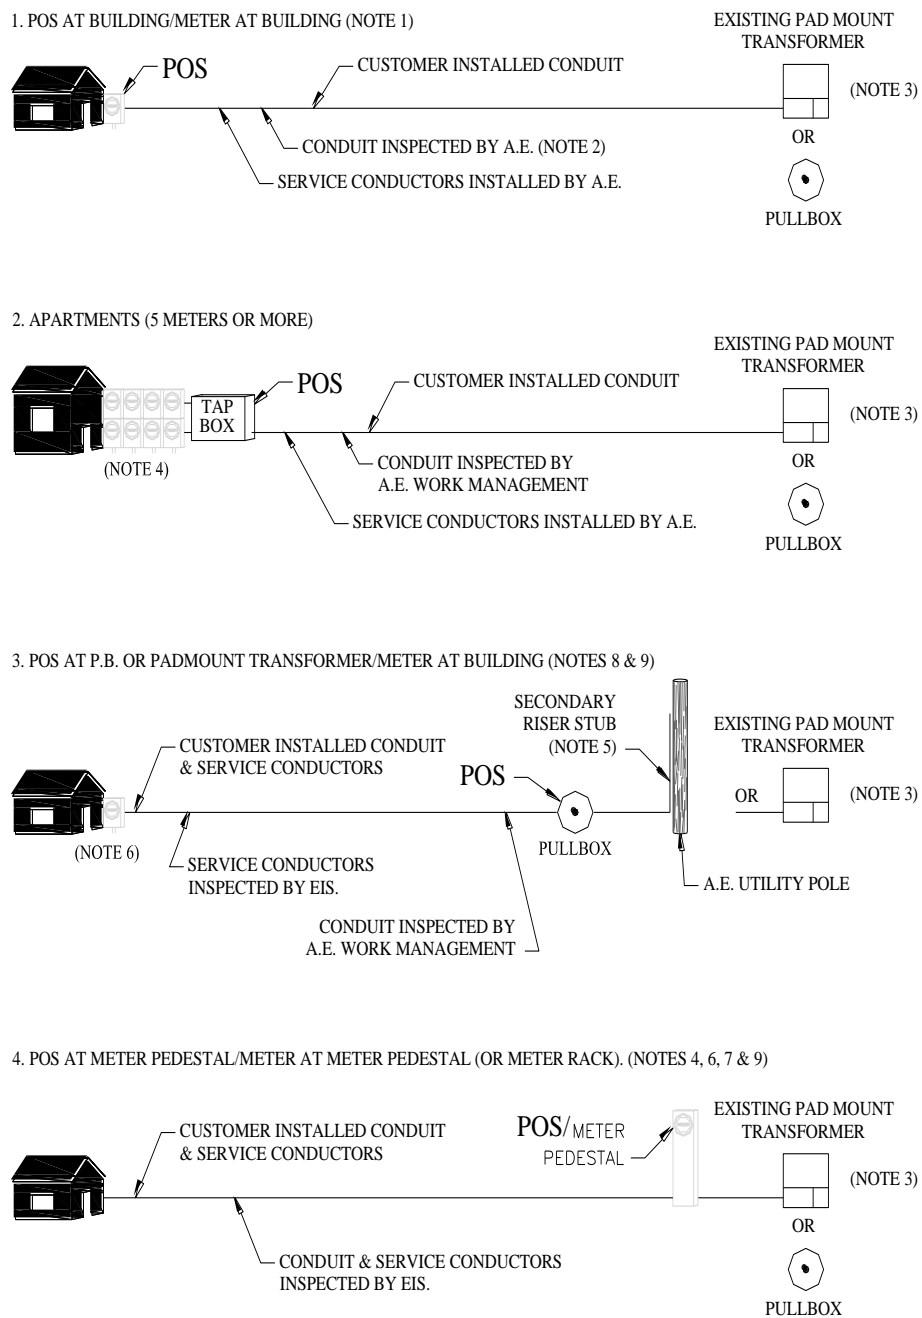 1. POS AT BUILDING/METER AT BUILDING (NOTE 1)
EXISTING PAD MOUNT
TRANSFORMER
POS
CUSTOMER INSTALLED CONDUIT
(NOTE 3)
CONDUIT INSPECTED BY A.E. (NOTE 2)
OR
SERVICE CONDUCTORS INSTALLED BY A.E.
PULLBOX
2. APARTMENTS (5 METERS OR MORE)
EXISTING PAD MOUNT
TRANSFORMER
POS
CUSTOMER INSTALLED CONDUIT
TAP
BOX
(NOTE 3)
(NOTE 4)
CONDUIT INSPECTED BY
A.E. WORK MANAGEMENT
OR
SERVICE CONDUCTORS INSTALLED BY A.E.
PULLBOX
3. POS AT P.B. OR PADMOUNT TRANSFORMER/METER AT BUILDING (NOTES 8 & 9)
SECONDARY
RISER STUB
(NOTE 5)
EXISTING PAD MOUNT
TRANSFORMER
CUSTOMER INSTALLED CONDUIT
& SERVICE CONDUCTORS
POS
OR
(NOTE 3)
(NOTE 6)
PULLBOX
SERVICE CONDUCTORS
INSPECTED BY EIS.
A.E. UTILITY POLE
CONDUIT INSPECTED BY
A.E. WORK MANAGEMENT
4. POS AT METER PEDESTAL/METER AT METER PEDESTAL (OR METER RACK). (NOTES 4, 6, 7 & 9)
EXISTING PAD MOUNT
TRANSFORMER
CUSTOMER INSTALLED CONDUIT
& SERVICE CONDUCTORS
POS/METER
PEDESTAL
(NOTE 3)
OR
CONDUIT & SERVICE CONDUCTORS
INSPECTED BY EIS.
PULLBOX